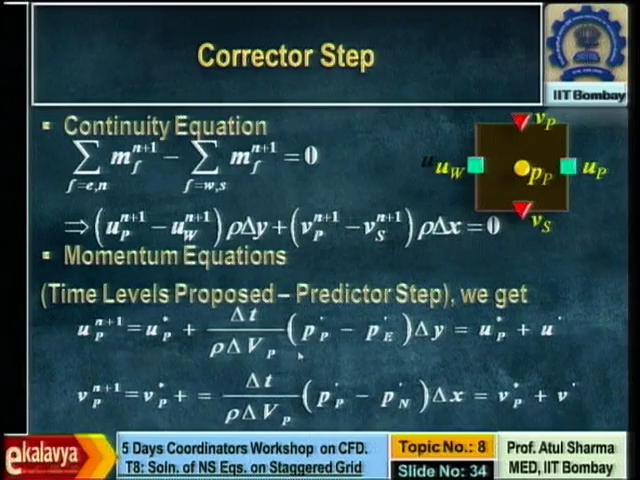 Corrector Step
IIT Bombay
▪ Continuity Equation
∑_{f=e,n} m_f^{n+1} − ∑_{f=w,s} m_f^{n+1} = 0
⇒ (u_P^{n+1} − u_W^{n+1}) ρΔy + (v_P^{n+1} − v_S^{n+1}) ρΔx = 0
v_P
u u_W p_P u_P
v_S
▪ Momentum Equations
(Time Levels Proposed – Predictor Step), we get
u_P^{n+1} = u_P^* + Δt / (ρΔV_P) (p'_P − p'_E) Δy = u_P^* + u'
v_P^{n+1} = v_P^* + = Δt / (ρΔV_P) (p'_P − p'_N) Δx = v_P^* + v'
ekalavya
5 Days Coordinators Workshop on CFD.
T8: Soln. of NS Eqs. on Staggered Grid
Topic No.: 8
Slide No: 34
Prof. Atul Sharma
MED, IIT Bombay